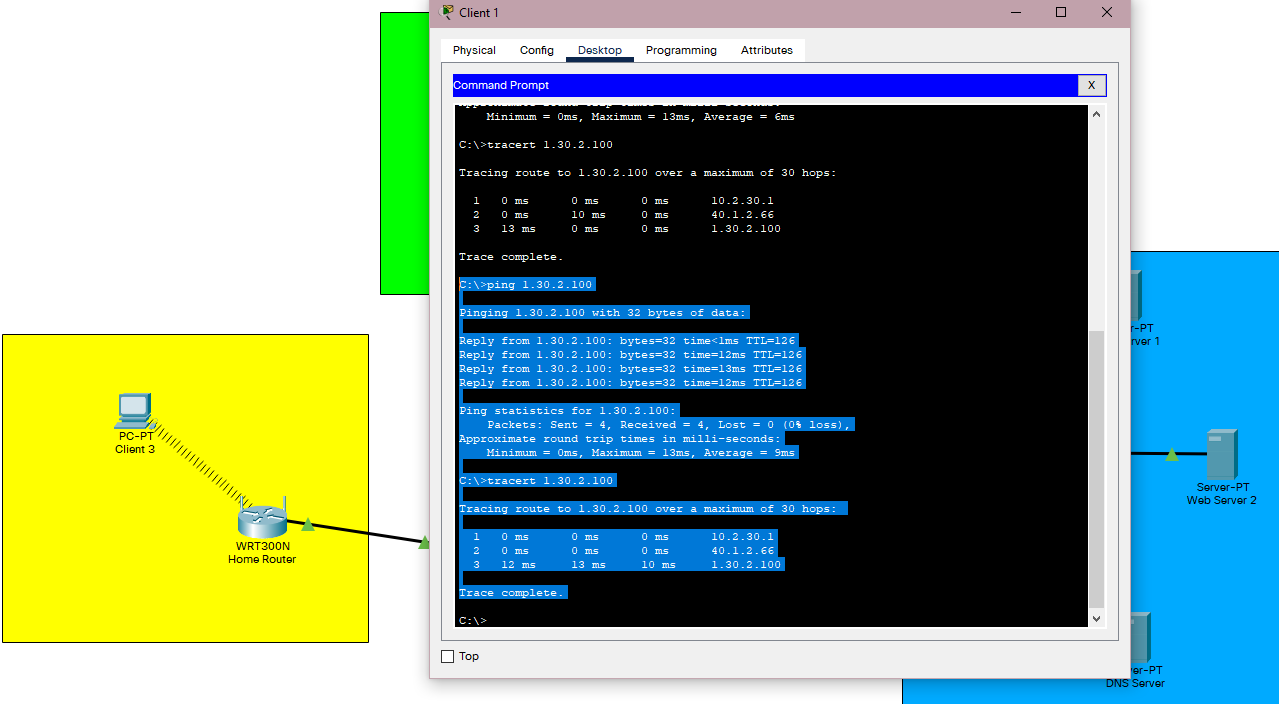 Client 1
Physical Config Desktop Programming Attributes
Command Prompt X
Minimum = 0ms, Maximum = 13ms, Average = 6ms
C:\>tracert 1.30.2.100
Tracing route to 1.30.2.100 over a maximum of 30 hops:
1 0 ms 0 ms 0 ms 10.2.30.1
2 0 ms 10 ms 0 ms 40.1.2.66
3 13 ms 0 ms 0 ms 1.30.2.100
Trace complete.
C:\>ping 1.30.2.100
Pinging 1.30.2.100 with 32 bytes of data:
Reply from 1.30.2.100: bytes=32 time<1ms TTL=126
Reply from 1.30.2.100: bytes=32 time=12ms TTL=126
Reply from 1.30.2.100: bytes=32 time=13ms TTL=126
Reply from 1.30.2.100: bytes=32 time=12ms TTL=126
Ping statistics for 1.30.2.100:
Packets: Sent = 4, Received = 4, Lost = 0 (0% loss),
Approximate round trip times in milli-seconds:
Minimum = 0ms, Maximum = 13ms, Average = 9ms
C:\>tracert 1.30.2.100
Tracing route to 1.30.2.100 over a maximum of 30 hops:
1 0 ms 0 ms 0 ms 10.2.30.1
2 0 ms 0 ms 0 ms 40.1.2.66
3 12 ms 13 ms 10 ms 1.30.2.100
Trace complete.
C:\>
Top
PC-PT
Client 3
WRT300N
Home Router
r-PT
rver 1
Server-PT
Web Server 2
ver-PT
DNS Server